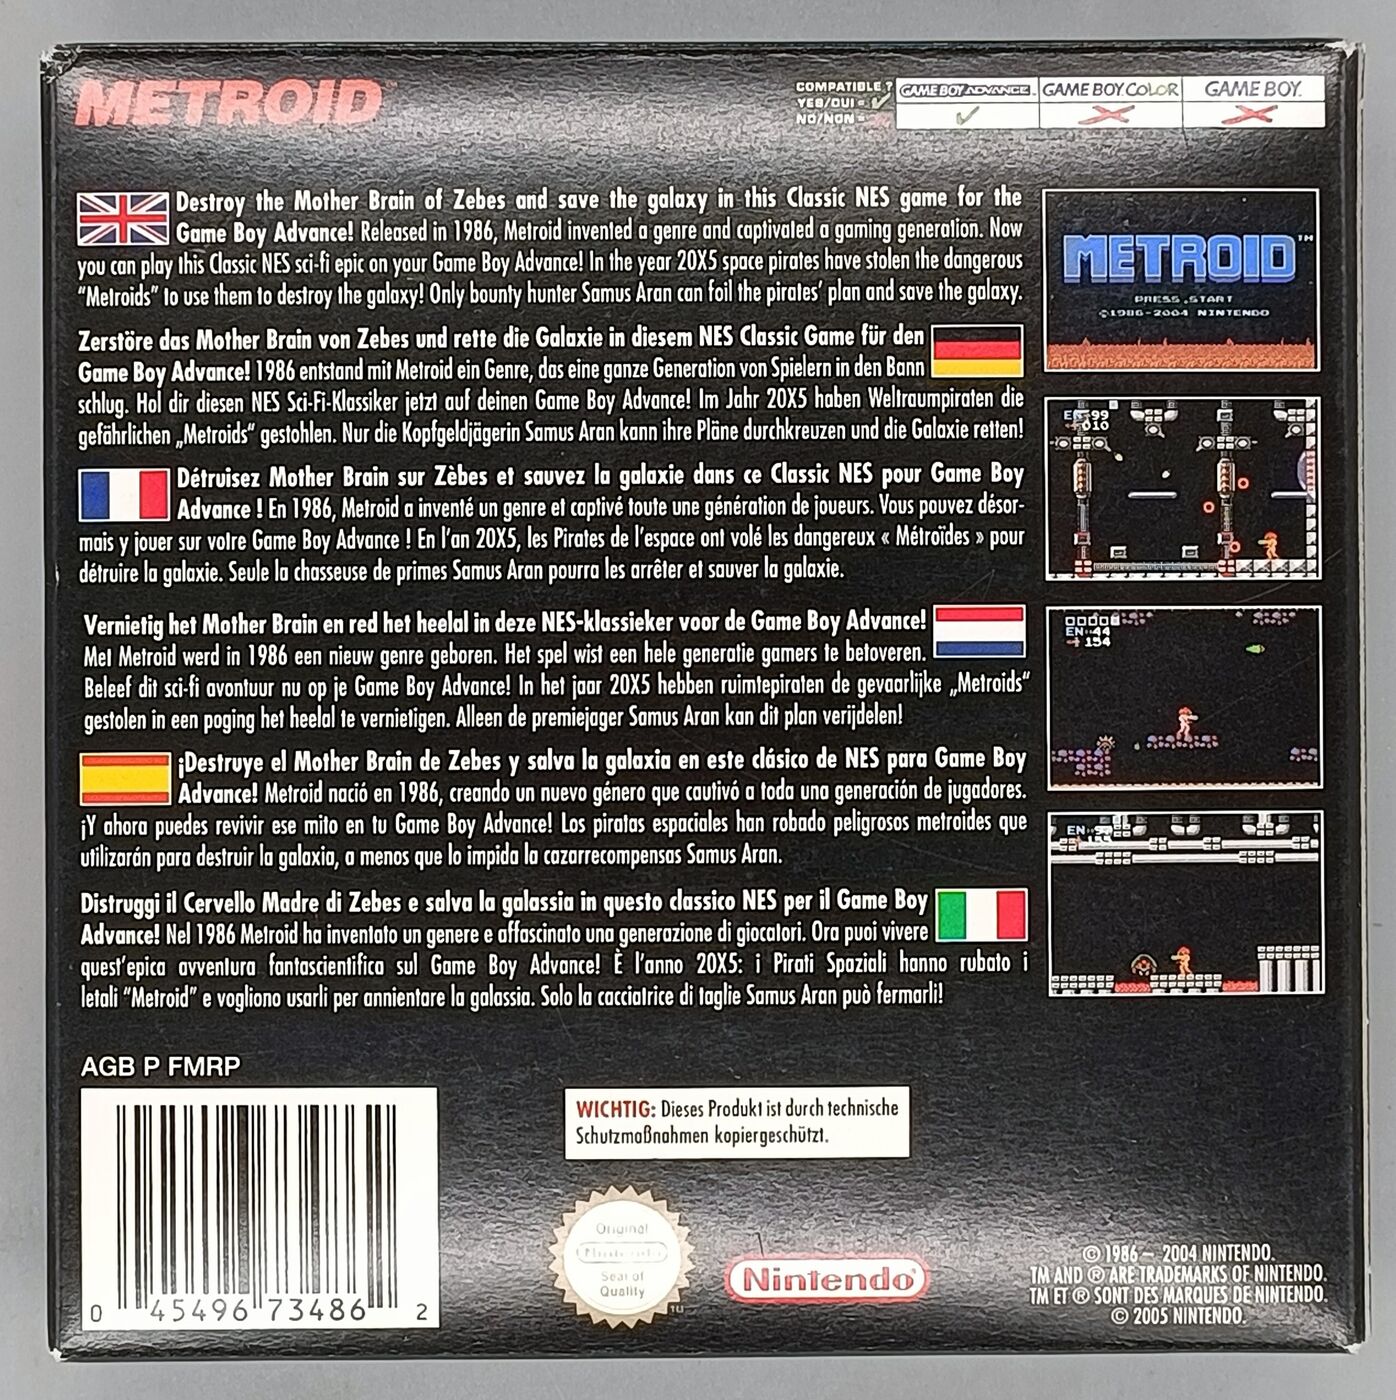 METROID™
COMPATIBLE ?
YES/OUI = ✓
NO/NON = ✗
GAME BOY ADVANCE
GAME BOY COLOR
GAME BOY
Destroy the Mother Brain of Zebes and save the galaxy in this Classic NES game for the
Game Boy Advance! Released in 1986, Metroid invented a genre and captivated a gaming generation. Now
you can play this Classic NES sci-fi epic on your Game Boy Advance! In the year 20X5 space pirates have stolen the dangerous
“Metroids” to use them to destroy the galaxy! Only bounty hunter Samus Aran can foil the pirates’ plan and save the galaxy.
Zerstöre das Mother Brain von Zebes und rette die Galaxie in diesem NES Classic Game für den
Game Boy Advance! 1986 entstand mit Metroid ein Genre, das eine ganze Generation von Spielern in den Bann
schlug. Hol dir diesen NES Sci-Fi-Klassiker jetzt auf deinen Game Boy Advance! Im Jahr 20X5 haben Weltraumpiraten die
gefährlichen „Metroids“ gestohlen. Nur die Kopfgeldjägerin Samus Aran kann ihre Pläne durchkreuzen und die Galaxie retten!
Détruisez Mother Brain sur Zèbes et sauvez la galaxie dans ce Classic NES pour Game Boy
Advance ! En 1986, Metroid a inventé un genre et captivé toute une génération de joueurs. Vous pouvez désor-
mais y jouer sur votre Game Boy Advance ! En l’an 20X5, les Pirates de l’espace ont volé les dangereux « Métroïdes » pour
détruire la galaxie. Seule la chasseuse de primes Samus Aran pourra les arrêter et sauver la galaxie.
Vernietig het Mother Brain en red het heelal in deze NES-klassieker voor de Game Boy Advance!
Met Metroid werd in 1986 een nieuw genre geboren. Het spel wist een hele generatie gamers te betoveren.
Beleef dit sci-fi avontuur nu op je Game Boy Advance! In het jaar 20X5 hebben ruimtepiraten de gevaarlijke „Metroids“
gestolen in een poging het heelal te vernietigen. Alleen de premiejager Samus Aran kan dit plan verijdelen!
¡Destruye el Mother Brain de Zebes y salva la galaxia en este clásico de NES para Game Boy
Advance! Metroid nació en 1986, creando un nuevo género que cautivó a toda una generación de jugadores.
¡Y ahora puedes revivir ese mito en tu Game Boy Advance! Los piratas espaciales han robado peligrosos metroides que
utilizarán para destruir la galaxia, a menos que lo impida la cazarrecompensas Samus Aran.
Distruggi il Cervello Madre di Zebes e salva la galassia in questo classico NES per il Game Boy
Advance! Nel 1986 Metroid ha inventato un genere e affascinato una generazione di giocatori. Ora puoi vivere
quest’epica avventura fantascientifica sul Game Boy Advance! È l’anno 20X5: i Pirati Spaziali hanno rubato i
letali “Metroid” e vogliono usarli per annientare la galassia. Solo la cacciatrice di taglie Samus Aran può fermarli!
METROID™
PRESS START
©1986-2004 NINTENDO
EN··99
010
EN··44
154
EN
AGB P FMRP
0 45496 73486 2
WICHTIG: Dieses Produkt ist durch technische
Schutzmaßnahmen kopiergeschützt.
Original
Nintendo
Seal of
Quality
TM
Nintendo®
© 1986 – 2004 NINTENDO.
TM AND ® ARE TRADEMARKS OF NINTENDO.
TM ET ® SONT DES MARQUES DE NINTENDO.
© 2005 NINTENDO.